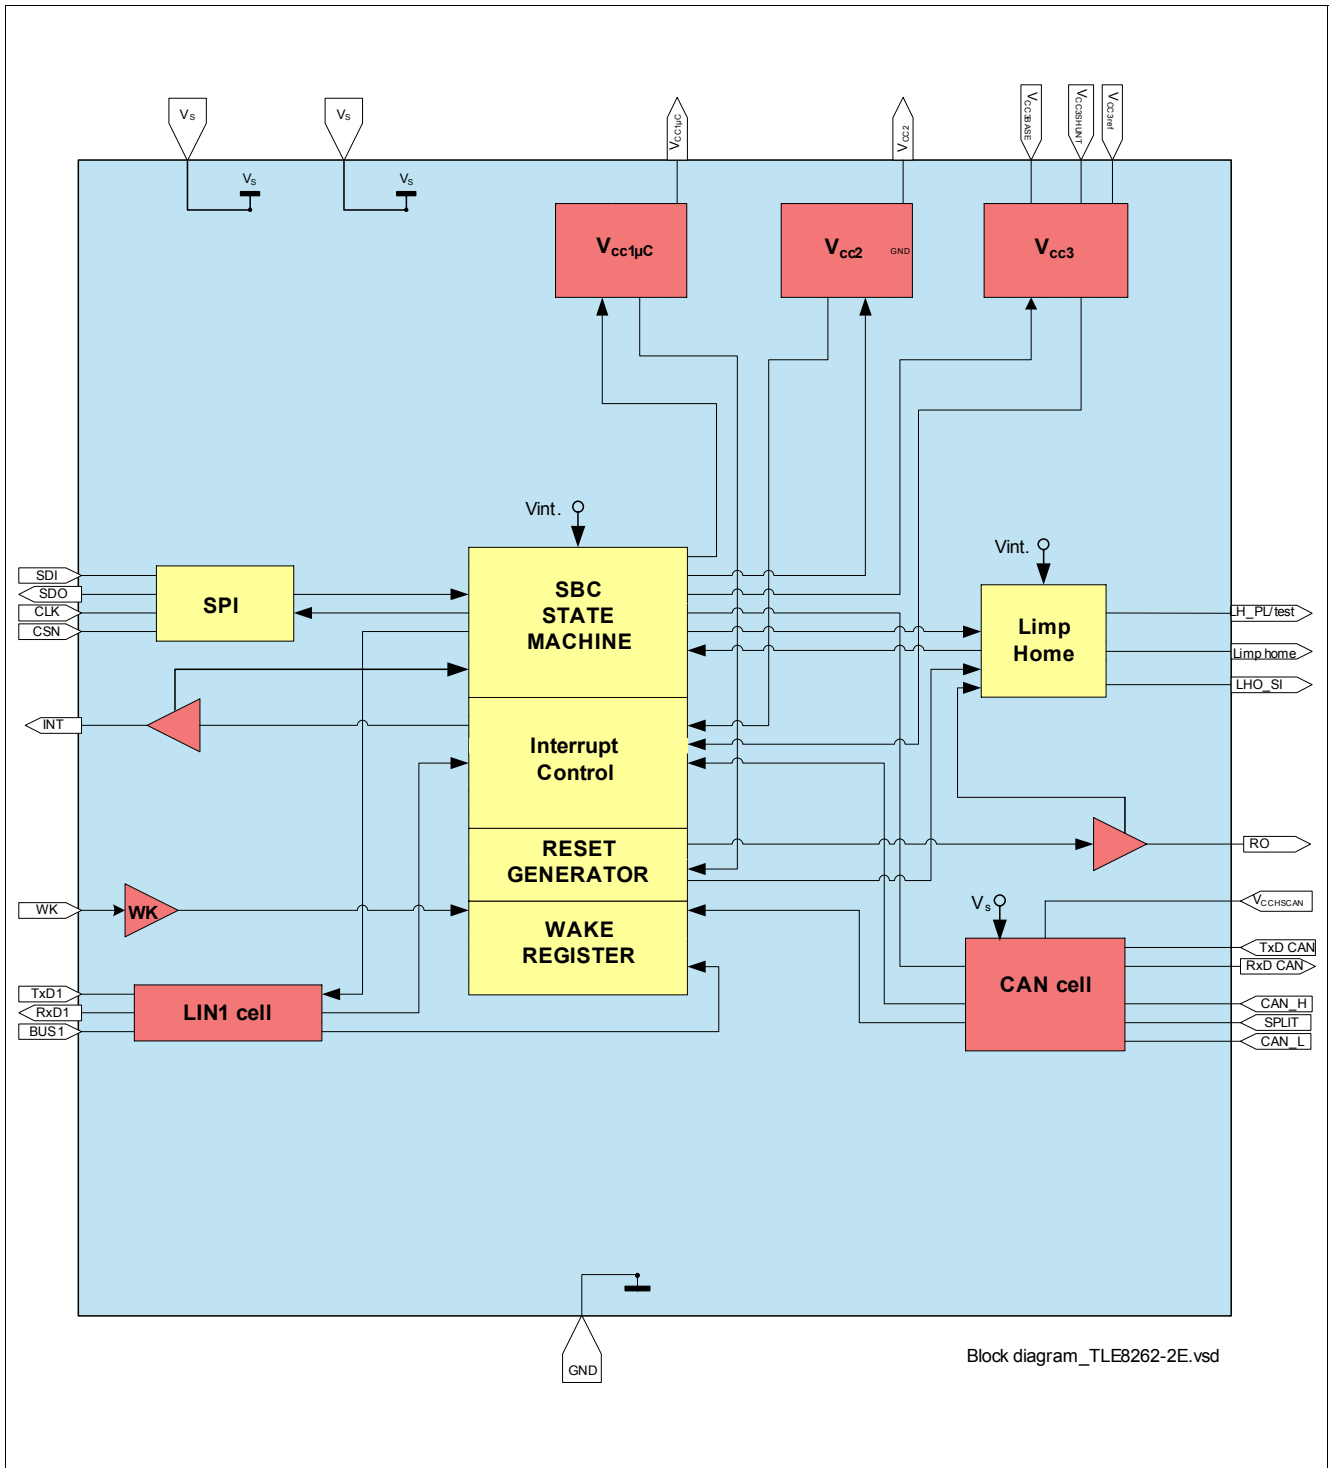 Vs
Vs
VCC1µC
VCC2
VCC3BASE
VCC3SHUNT
VCC3ref
Vs
Vs
Vcc1µC
Vcc2
GND
Vcc3
Vint.
Vint.
SDI
SDO
CLK
CSN
SPI
SBC
STATE
MACHINE
Limp
Home
LH_PL/test
Limp home
LHO_SI
INT
Interrupt
Control
RESET
GENERATOR
RO
WK
WK
WAKE
REGISTER
Vs
VCCHSCAN
TxD CAN
RxD CAN
CAN cell
CAN_H
SPLIT
CAN_L
TxD1
RxD1
BUS1
LIN1 cell
GND
Block diagram_TLE8262-2E.vsd